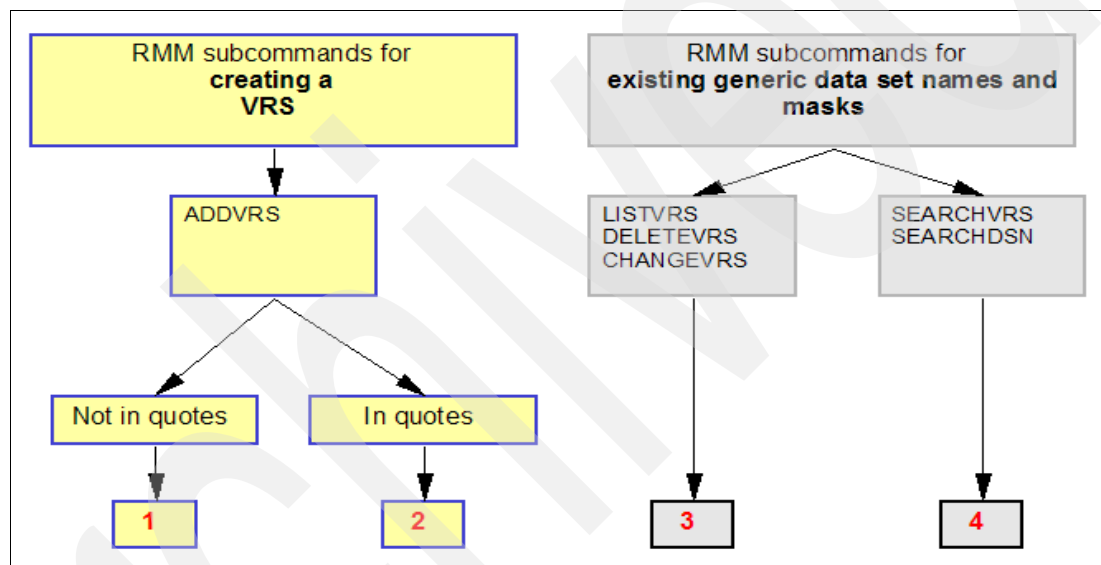 RMM subcommands for
creating a
VRS
RMM subcommands for
existing generic data set names and
masks
ADDVRS
LISTVRS
DELETEVRS
CHANGEVRS
SEARCHVRS
SEARCHDSN
Not in quotes
In quotes
1
2
3
4